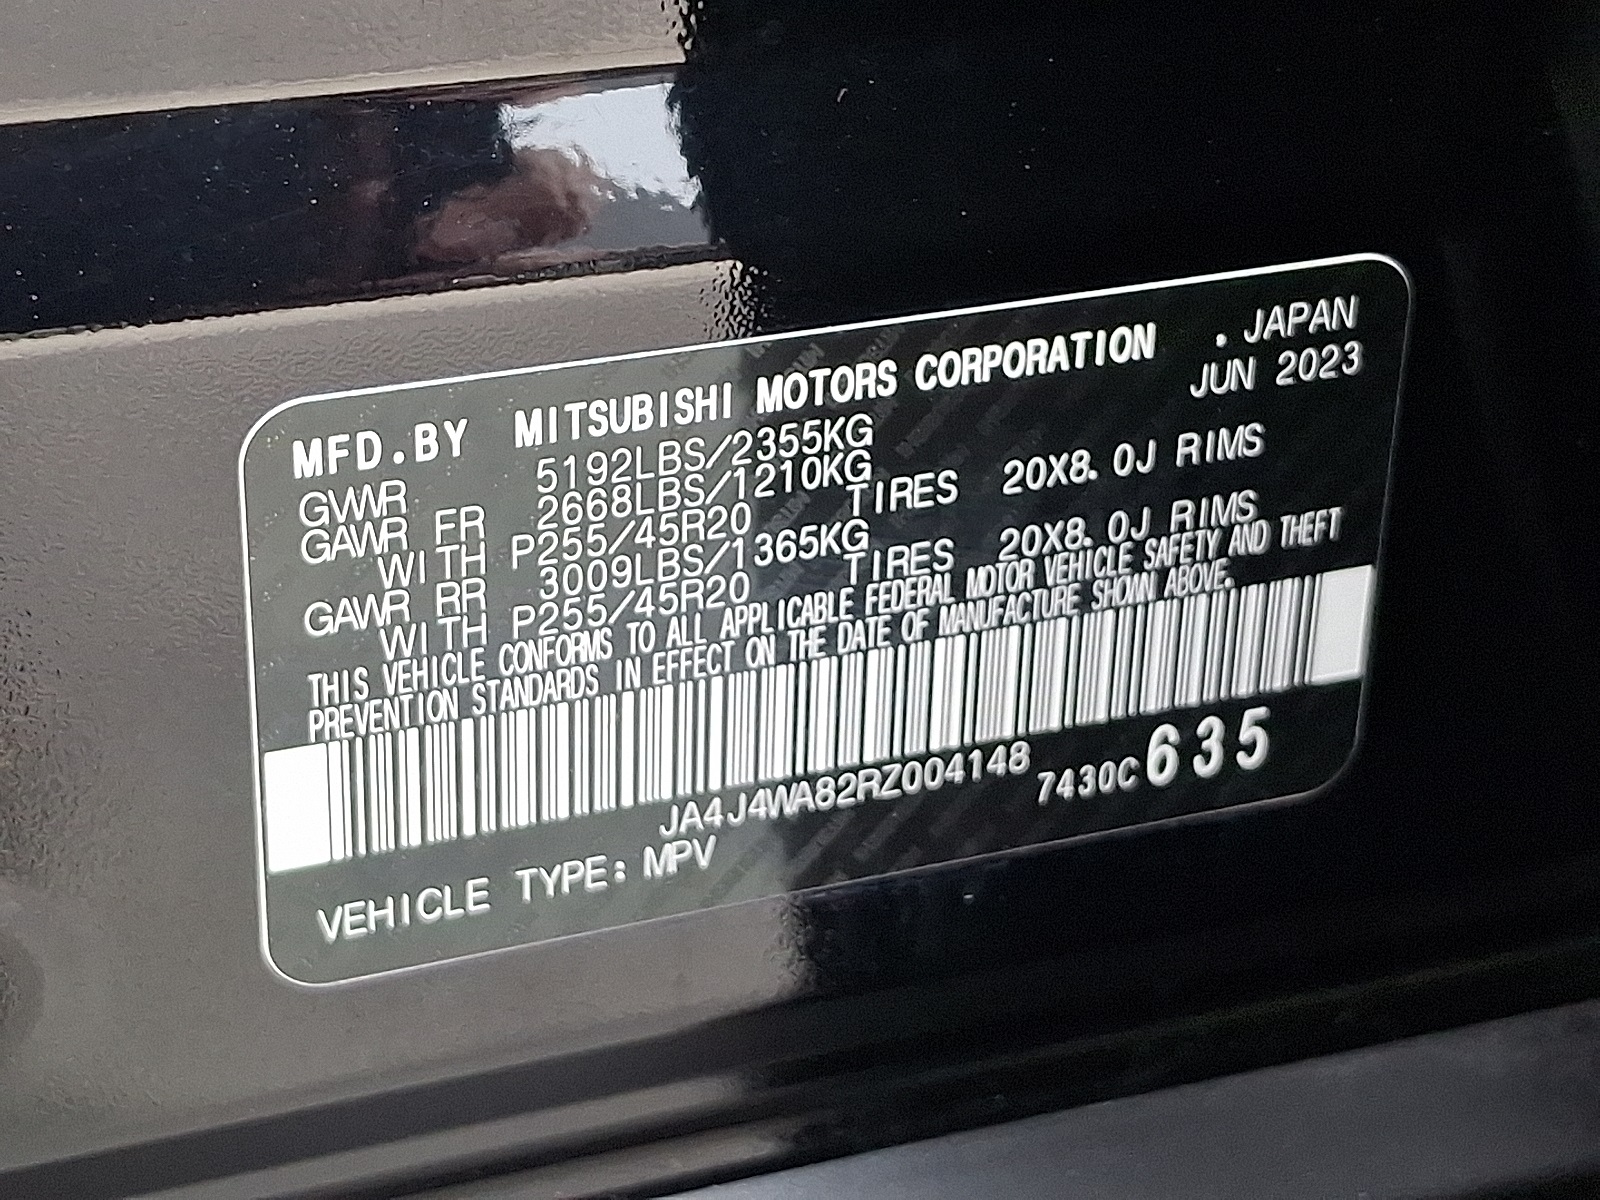 MFD.BY MITSUBISHI MOTORS CORPORATION . JAPAN
JUN 2023
GVWR 5192LBS/2355KG
GAWR FR 2668LBS/1210KG
WITH P255/45R20 TIRES 20X8.0J RIMS
GAWR RR 3009LBS/1365KG
WITH P255/45R20 TIRES 20X8.0J RIMS
THIS VEHICLE CONFORMS TO ALL APPLICABLE FEDERAL MOTOR VEHICLE SAFETY AND THEFT
PREVENTION STANDARDS IN EFFECT ON THE DATE OF MANUFACTURE SHOWN ABOVE.
JA4J4WA82RZ004148 7430C 635
VEHICLE TYPE: MPV